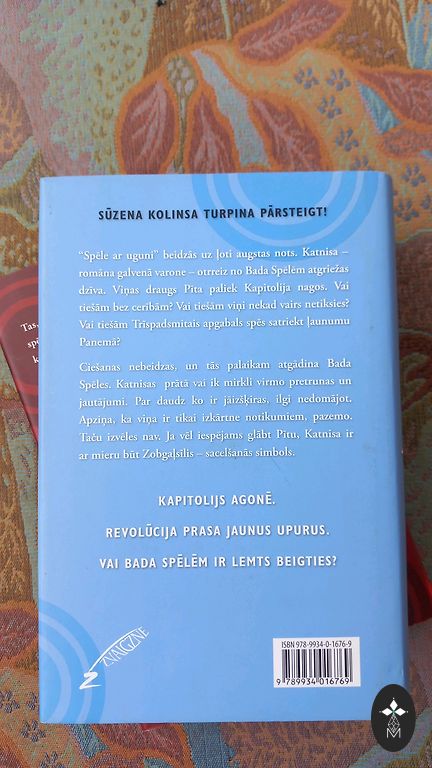 SŪZENA KOLINSA TURPINA PĀRSTEIGT!
"Spēle ar uguni" beidzās uz ļoti augstas nots. Katnisa –
romāna galvenā varone – otrreiz no Bada Spēlēm atgriežas
dzīva. Viņas draugs Pīta paliek Kapitolija nagos. Vai
tiešām bez cerībām? Vai tiešām viņi nekad vairs netiksies?
Vai tiešām Trīspadsmitais apgabals spēs satriekt ļaunumu
Panemā?
Ciešanas nebeidzas, un tās palaikam atgādina Bada
Spēles. Katnisas prātā vai ik mirkli virmo pretrunas un
jautājumi. Par daudz ko ir jāizšķiras, ilgi nedomājot.
Apziņa, ka viņa ir tikai izkārtne notikumiem, pazemo.
Taču izvēles nav. Ja vēl iespējams glābt Pītu, Katnisa ir
ar mieru būt Zobgaļsīlis – sacelšanās simbols.
KAPITOLIJS AGONĒ.
REVOLŪCIJA PRASA JAUNUS UPURUS.
VAI BADA SPĒLĒM IR LEMTS BEIGTIES?
Tas,
ZVAIGZNE
ISBN 978-9934-0-1676-9
9 789934 016769
M